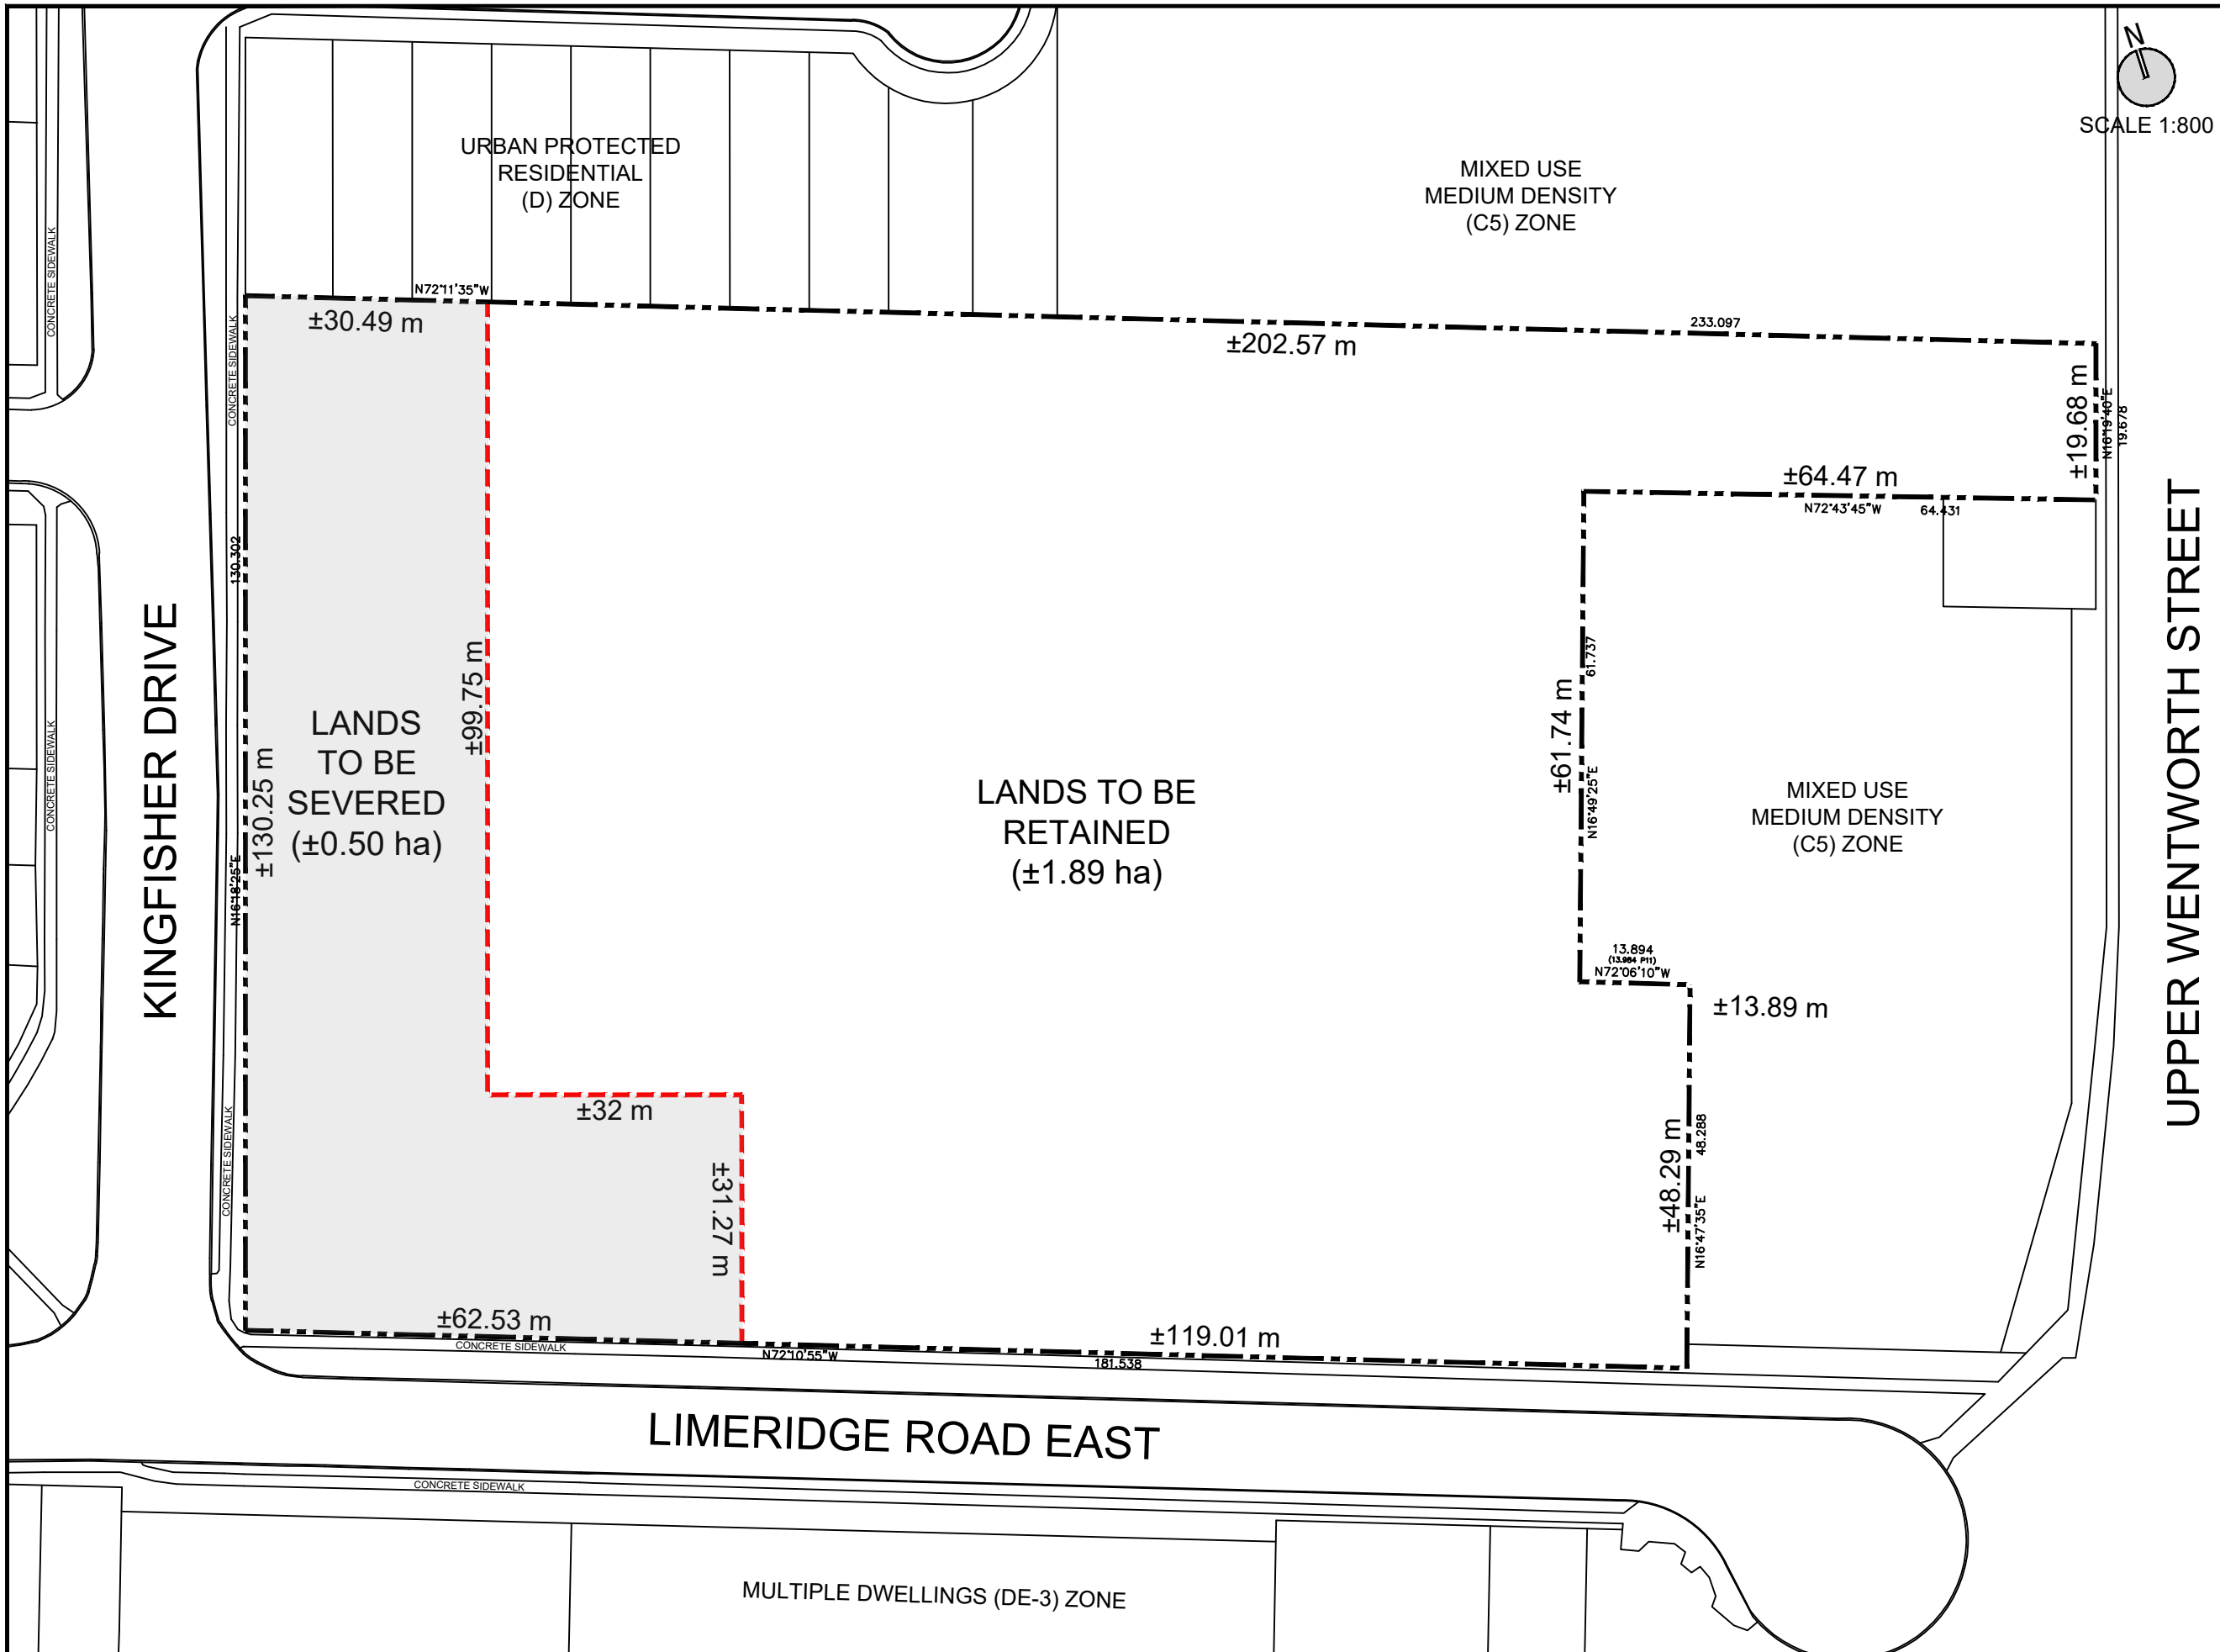 N
SCALE 1:800
URBAN PROTECTED
RESIDENTIAL
(D) ZONE
MIXED USE
MEDIUM DENSITY
(C5) ZONE
CONCRETE SIDEWALK
CONCRETE SIDEWALK
N72°11'35"W
±30.49 m
233.097
±202.57 m
±19.68 m
N16°19'40"E
19.678
±64.47 m
N72°43'45"W
64.431
130.302
±99.75 m
61.737
±61.74 m
N16°49'25"E
KINGFISHER DRIVE
UPPER WENTWORTH STREET
CONCRETE SIDEWALK
LANDS
TO BE
SEVERED
(±0.50 ha)
±130.25 m
N16°18'25"E
LANDS TO BE
RETAINED
(±1.89 ha)
MIXED USE
MEDIUM DENSITY
(C5) ZONE
13.894
(13.984 P11)
N72°06'10"W
±13.89 m
±32 m
CONCRETE SIDEWALK
±31.27 m
±48.29 m
48.288
N16°47'35"E
±62.53 m
CONCRETE SIDEWALK
±119.01 m
N72°10'55"W
181.538
LIMERIDGE ROAD EAST
CONCRETE SIDEWALK
MULTIPLE DWELLINGS (DE-3) ZONE